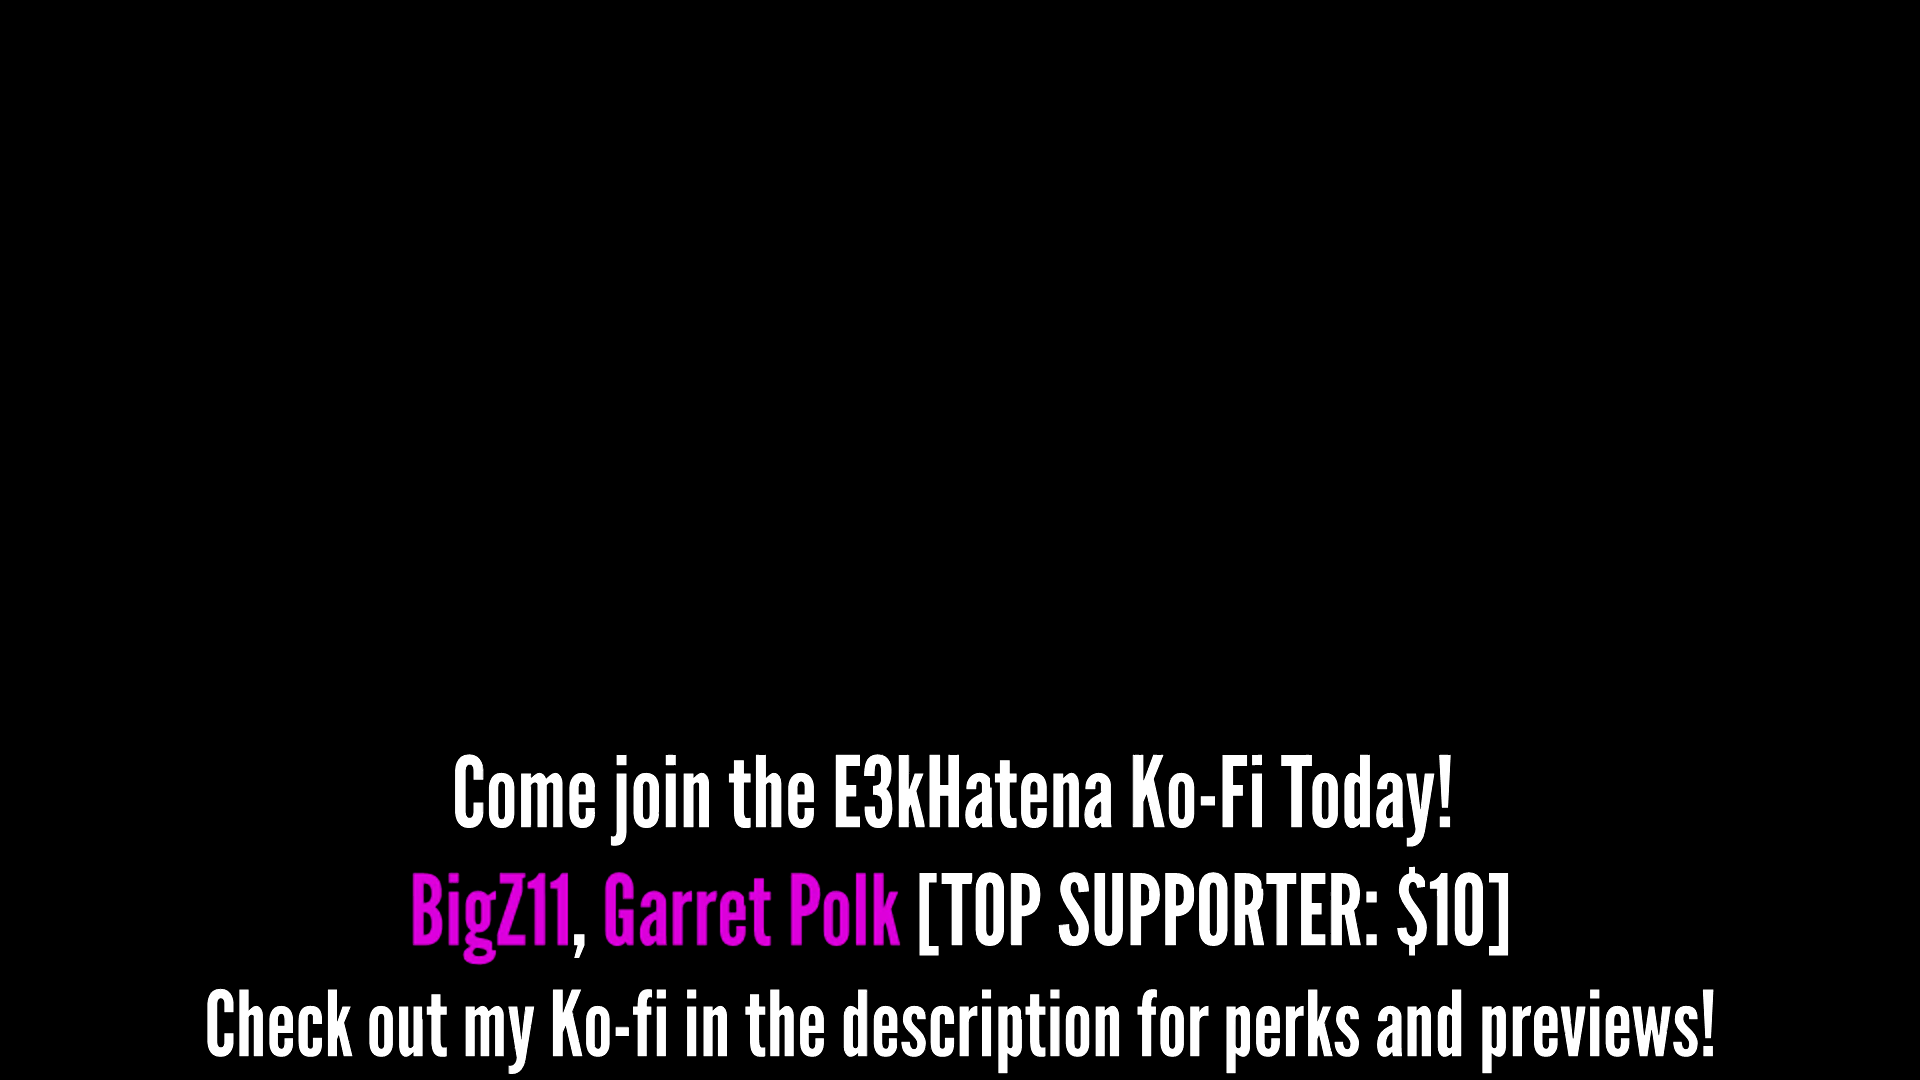 Come join the E3kHatena Ko-Fi Today!
BigZ11, Garret Polk [TOP SUPPORTER: $10]
Check out my Ko-fi in the description for perks and previews!